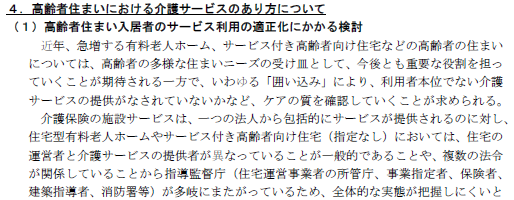 ４．高齢者住まいにおける介護サービスのあり方について
（１）高齢者住まい入居者のサービス利用の適正化にかかる検討
近年、急増する有料老人ホーム、サービス付き高齢者向け住宅などの高齢者の住まい
については、高齢者の多様な住まいニーズの受け皿として、今後とも重要な役割を担っ
ていくことが期待される一方で、いわゆる「囲い込み」により、利用者本位でない介護
サービスの提供がなされていないかなど、ケアの質を確認していくことが求められる。
介護保険の施設サービスは、一つの法人から包括的にサービスが提供されるのに対し、
住宅型有料老人ホームやサービス付き高齢者向け住宅（指定なし）においては、住宅の
運営者と介護サービスの提供者が異なっていることが一般的であることや、複数の法令
が関係していることから指導監督庁（住宅運営事業者の所管庁、事業指定者、保険者、
建築指導者、消防署等）が多岐にまたがっているため、全体的な実態が把握しにくいと